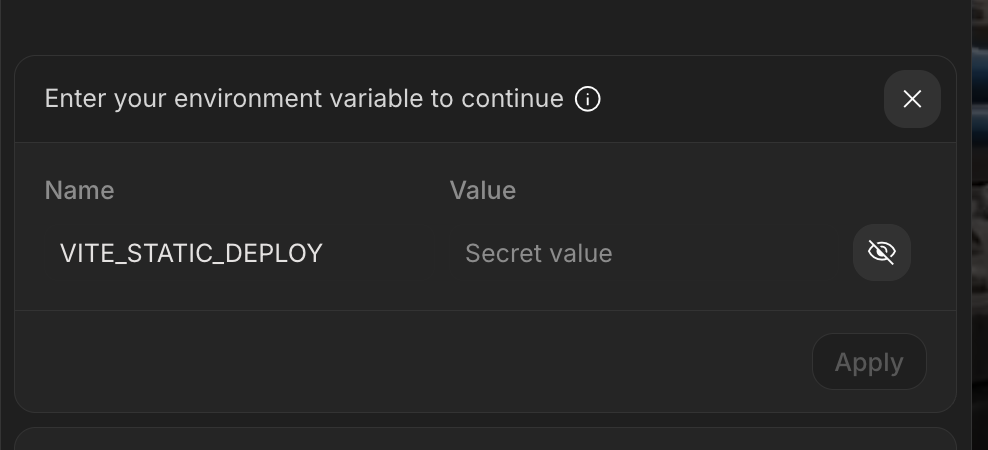 Enter your environment variable to continue
Name Value
VITE_STATIC_DEPLOY Secret value
Apply